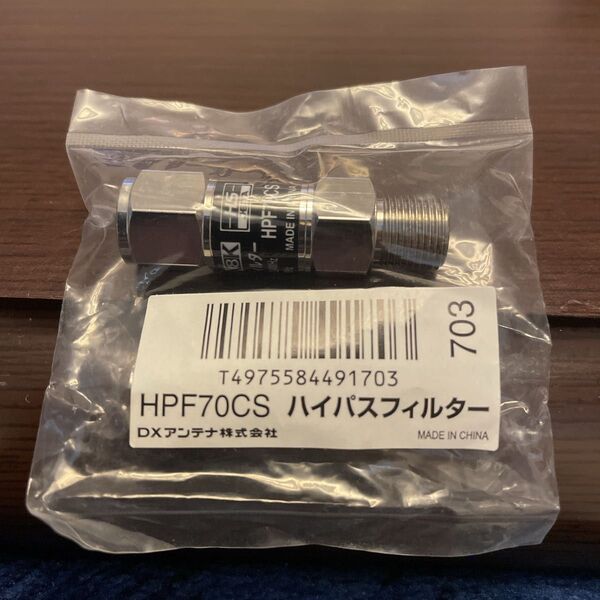 HS
HPF70CS
MADE IN
703
T4975584491703
HPF70CS ハイパスフィルター
DXアンテナ株式会社
MADE IN CHINA